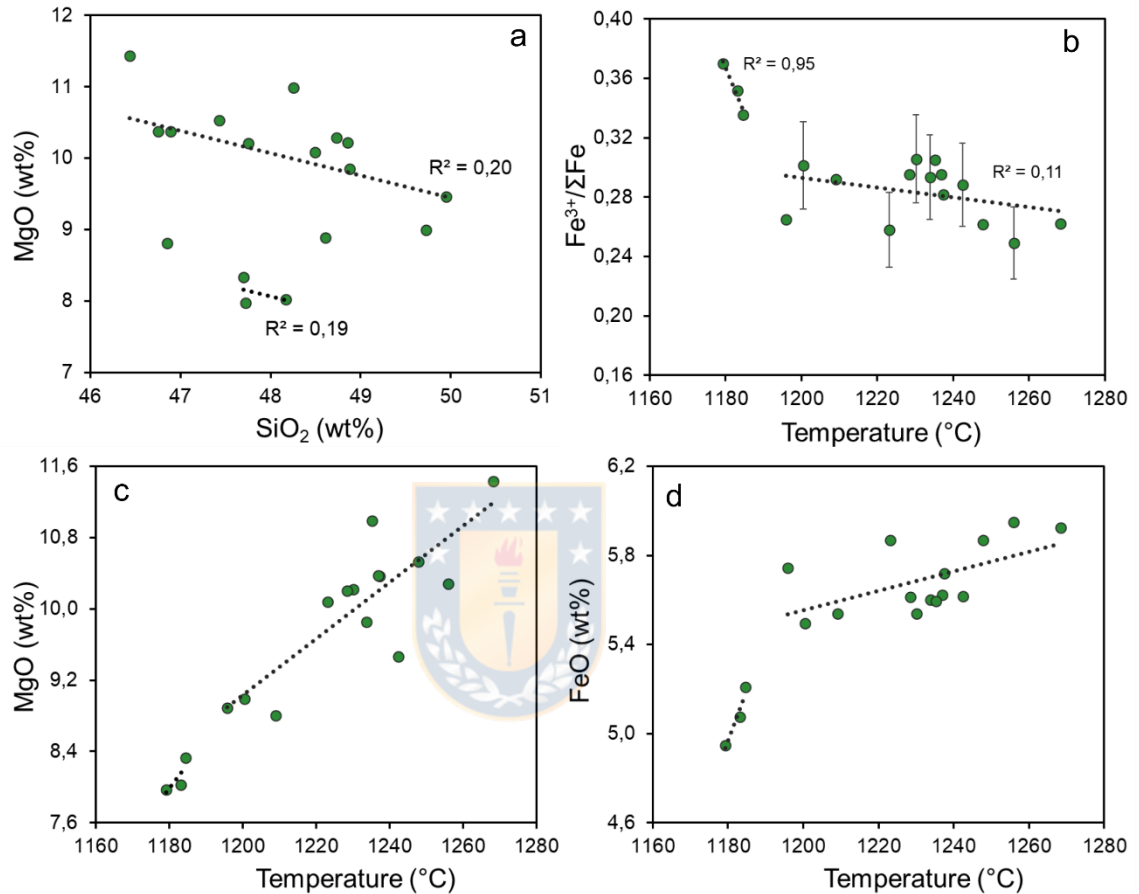 a
12
11
10
9
8
7
MgO (wt%)
R² = 0,20
R² = 0,19
46 47 48 49 50 51
SiO₂ (wt%)
b
0,40
0,36
0,32
0,28
0,24
0,20
0,16
Fe³⁺/ΣFe
R² = 0,95
R² = 0,11
1160 1180 1200 1220 1240 1260 1280
Temperature (°C)
c
11,6
10,8
10,0
9,2
8,4
7,6
MgO (wt%)
1160 1180 1200 1220 1240 1260 1280
Temperature (°C)
d
6,2
5,8
5,4
5,0
4,6
FeO (wt%)
1160 1180 1200 1220 1240 1260 1280
Temperature (°C)